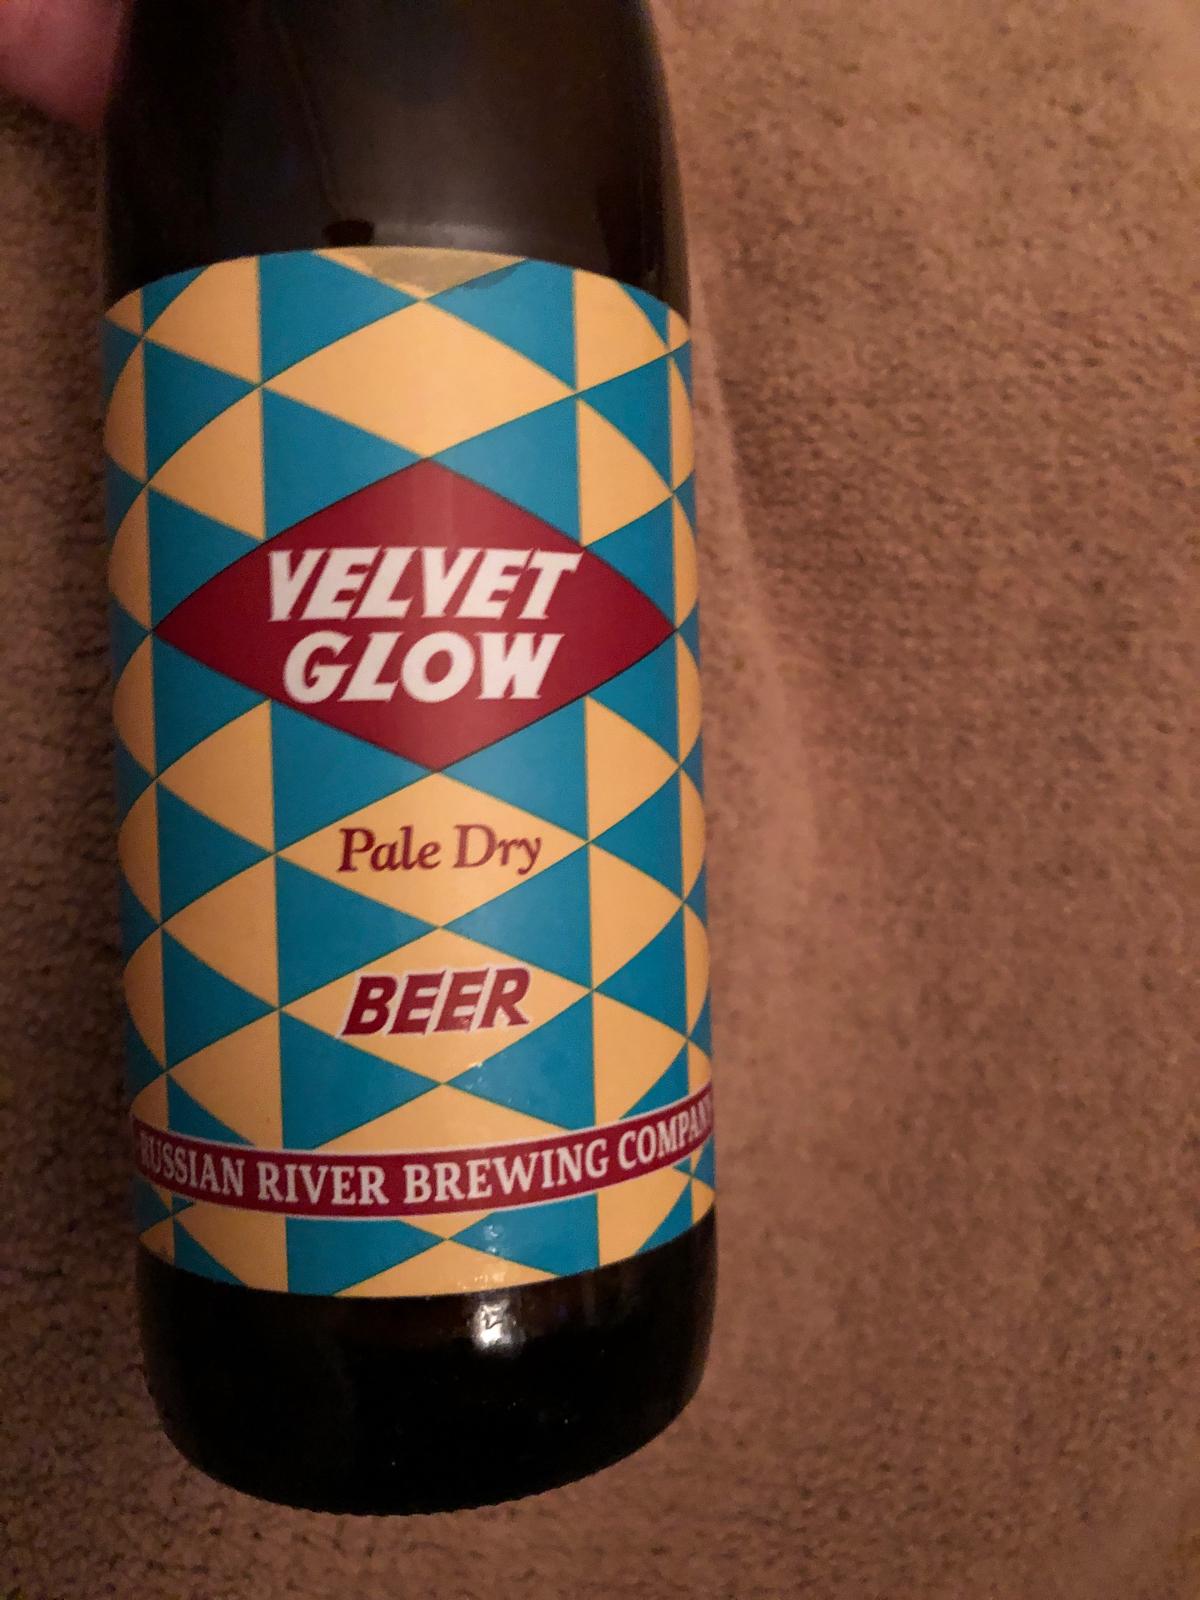 VELVET
GLOW
Pale Dry
BEER
RUSSIAN RIVER BREWING COMPANY